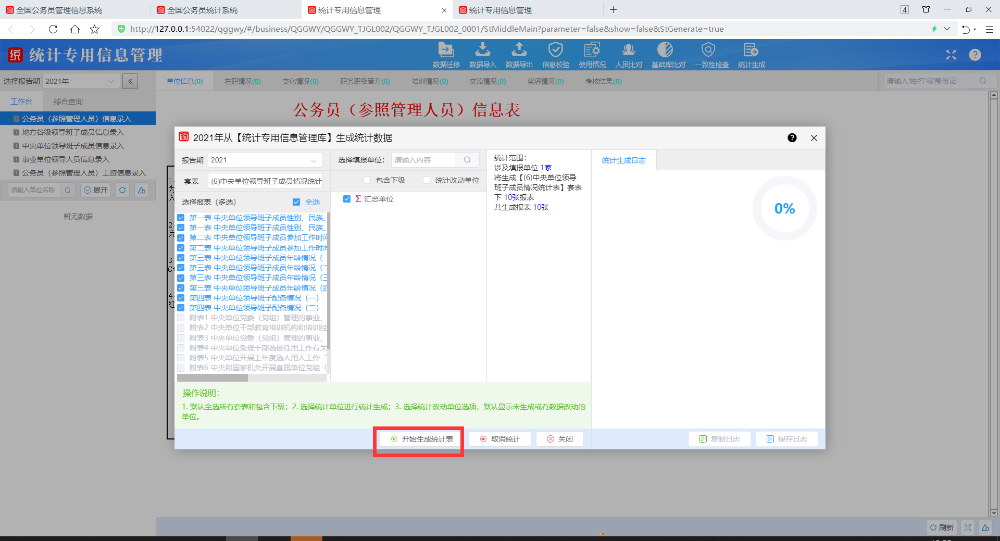 全国公务员管理信息系统
全国公务员统计系统
统计专用信息管理
统计专用信息管理
4
http://127.0.0.1:54022/qggwy/#/business/QGGWY/QGGWY_TJGL002/QGGWY_TJGL002_0001/StMiddleMain?parameter=false&show=false&StGenerate=true
统 统计专用信息管理
数据迁移 数据导入 数据导出 信息校验 使用情况 人员比对 基础库比对 一致性检查 统计生成
选择报告期 2021年
单位信息(0) 在职情况(0) 变化情况(0) 职务职级晋升(0) 培训情况(0) 交流情况(0) 奖惩情况(0) 考核结果(0)
请输入'姓名'或'身份证'
工作台 综合查询
公务员（参照管理人员）信息录入
地方各级领导班子成员信息录入
中央单位领导班子成员信息录入
事业单位领导人员信息录入
公务员（参照管理人员）工资信息录入
请输入单位名称 展开
暂无数据
公务员（参照管理人员）信息表
1
为
入
2
完
3
C
4
红
2021年从【统计专用信息管理库】生成统计数据
报告期 2021
套表 (6)中央单位领导班子成员情况统计
选择报表（多选） 全选
第一表 中央单位领导班子成员性别、民族、
第一表 中央单位领导班子成员性别、民族、
第二表 中央单位领导班子成员参加工作时间
第二表 中央单位领导班子成员参加工作时间
第三表 中央单位领导班子成员年龄情况（一
第三表 中央单位领导班子成员年龄情况（二
第三表 中央单位领导班子成员年龄情况（三
第三表 中央单位领导班子成员年龄情况（四
第四表 中央单位领导班子配备情况（一）
第四表 中央单位领导班子配备情况（二）
附表1 中央单位党委（党组）管理的事业、
附表2 中央单位干部教育培训机构和培训经
附表3 中央单位党委（党组）管理的事业、
附表4 中央单位受理干部选拔任用工作有关
附表5 中央单位开展上年度选人用人工作“
附表6 中央和国家机关开展直属单位党组（
选择填报单位： 请输入内容
包含下级 统计改动单位
Σ 汇总单位
统计范围：
涉及填报单位 1家
将生成【(6)中央单位领导
班子成员情况统计表】套表
下 10张报表
共生成报表 10张
统计生成日志
0%
操作说明：
1. 默认全选所有套表和包含下级；2. 选择统计单位进行统计生成；3. 选择统计改动单位选项，默认显示未生成或有数据改动的
单位。
开始生成统计表 取消统计 关闭
复制日志 保存日志
刷新